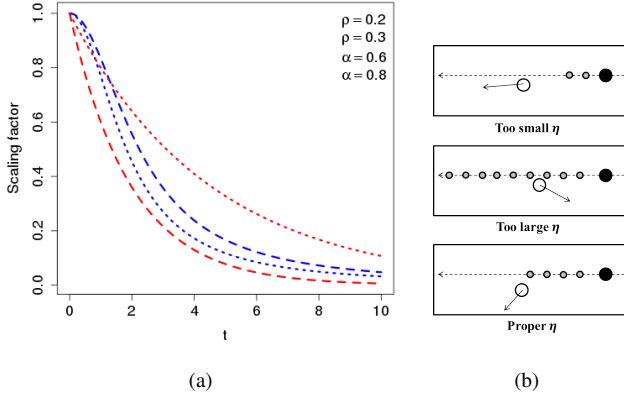 ρ = 0.2
ρ = 0.3
α = 0.6
α = 0.8
Scaling factor
1.0
0.8
0.6
0.4
0.2
0.0
0 2 4 6 8 10
t
(a)
Too small η
Too large η
Proper η
(b)